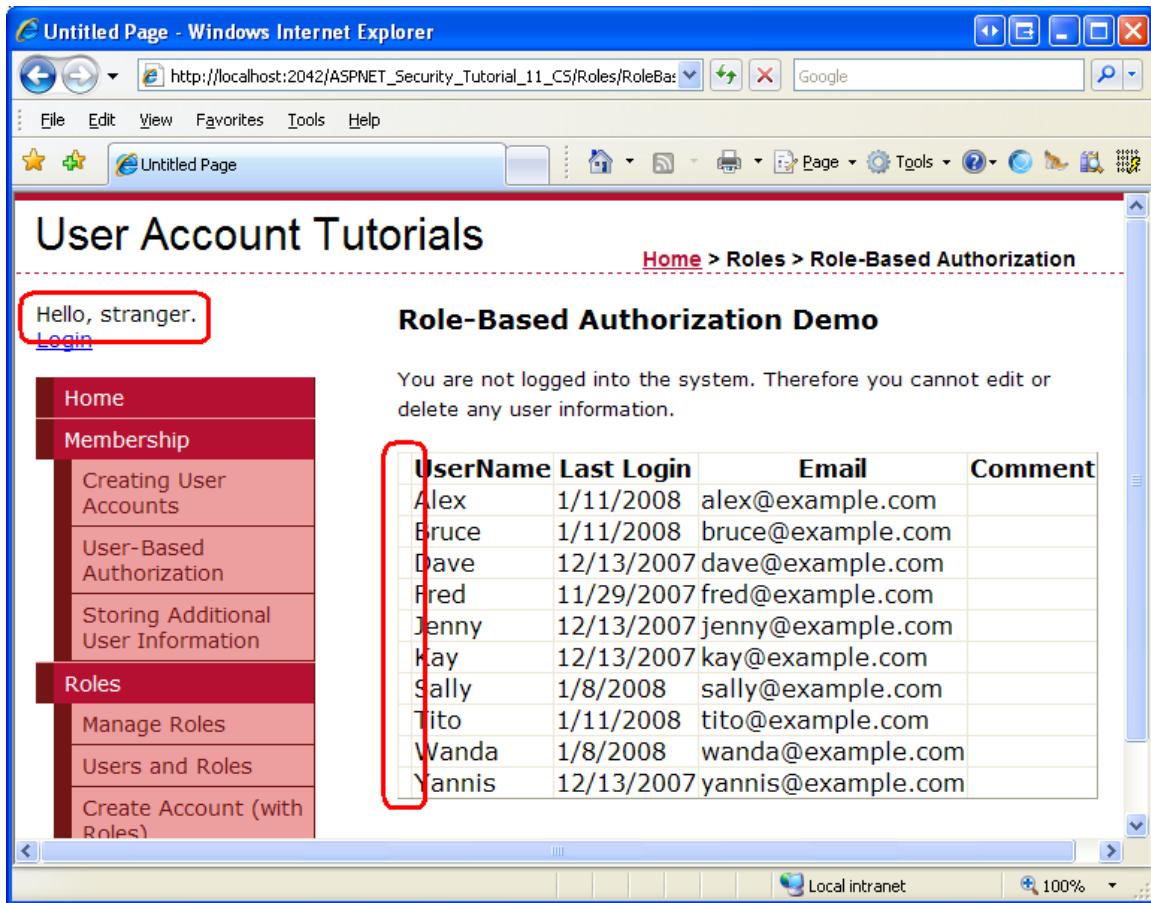 Untitled Page - Windows Internet Explorer
http://localhost:2042/ASPNET_Security_Tutorial_11_CS/Roles/RoleBa
Google
File Edit View Favorites Tools Help
Untitled Page
Page Tools
User Account Tutorials
Home > Roles > Role-Based Authorization
Hello, stranger.
Login
Home
Membership
Creating User
Accounts
User-Based
Authorization
Storing Additional
User Information
Roles
Manage Roles
Users and Roles
Create Account (with
Roles)
Role-Based Authorization Demo
You are not logged into the system. Therefore you cannot edit or
delete any user information.
UserName Last Login Email Comment
Alex 1/11/2008 alex@example.com
Bruce 1/11/2008 bruce@example.com
Dave 12/13/2007 dave@example.com
Fred 11/29/2007 fred@example.com
Jenny 12/13/2007 jenny@example.com
Kay 12/13/2007 kay@example.com
Sally 1/8/2008 sally@example.com
Tito 1/11/2008 tito@example.com
Wanda 1/8/2008 wanda@example.com
Yannis 12/13/2007 yannis@example.com
Local intranet 100%